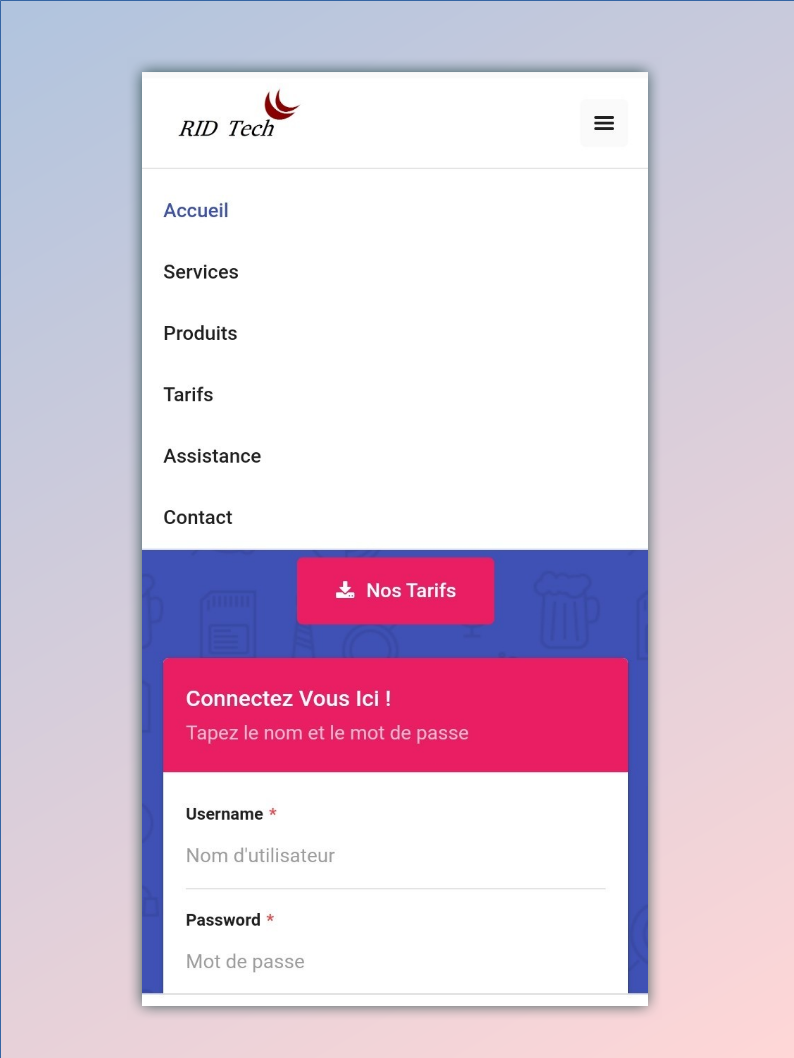 RID Tech
Accueil
Services
Produits
Tarifs
Assistance
Contact
Nos Tarifs
Connectez Vous Ici !
Tapez le nom et le mot de passe
Username *
Nom d'utilisateur
Password *
Mot de passe